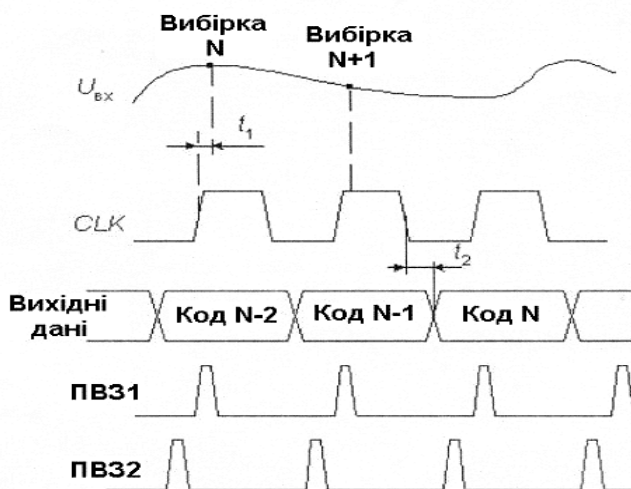 Вибірка
N
Вибірка
N+1
Uвх
t1
CLK
t2
Вихідні
дані
Код N-2
Код N-1
Код N
ПВЗ1
ПВЗ2